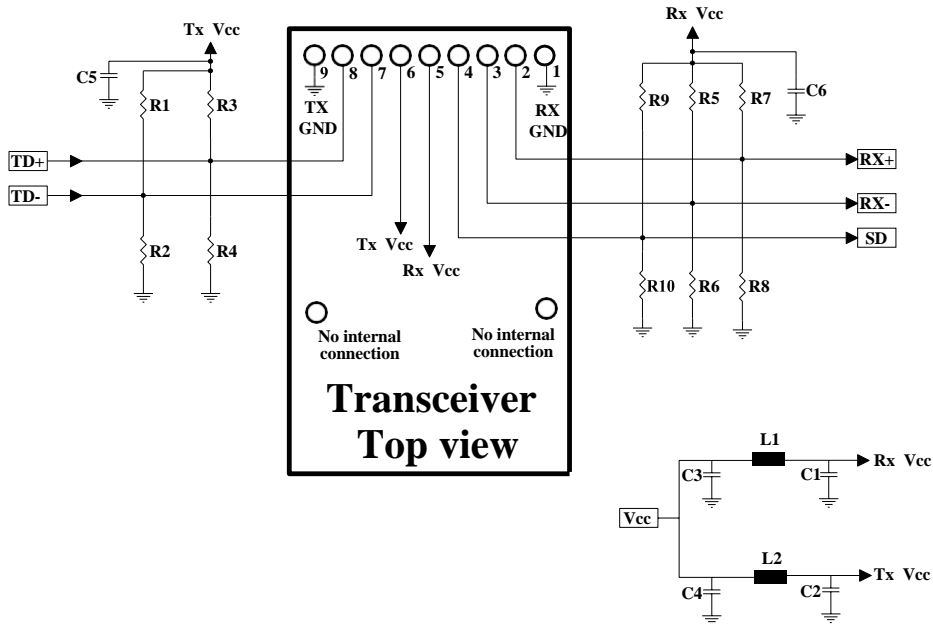 Tx Vcc
Rx Vcc
C5
R1
R3
9
8
7
6
5
4
3
2
1
TX
GND
RX
GND
R9
R5
R7
C6
TD+
RX+
TD-
RX-
SD
R2
R4
Tx Vcc
Rx Vcc
R10
R6
R8
No internal
connection
No internal
connection
Transceiver
Top view
L1
C3
C1
Rx Vcc
Vcc
L2
C4
C2
Tx Vcc